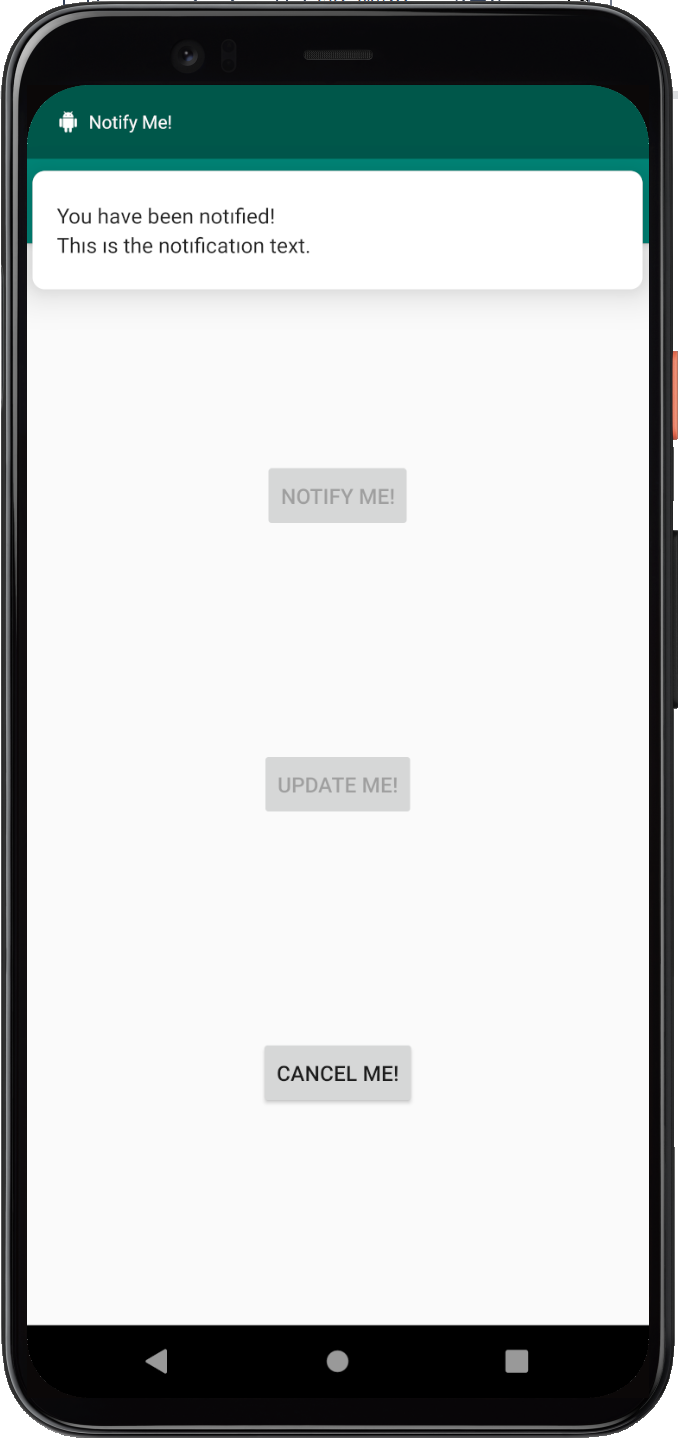 Notify Me!
You have been notified!
This is the notification text.
NOTIFY ME!
UPDATE ME!
CANCEL ME!